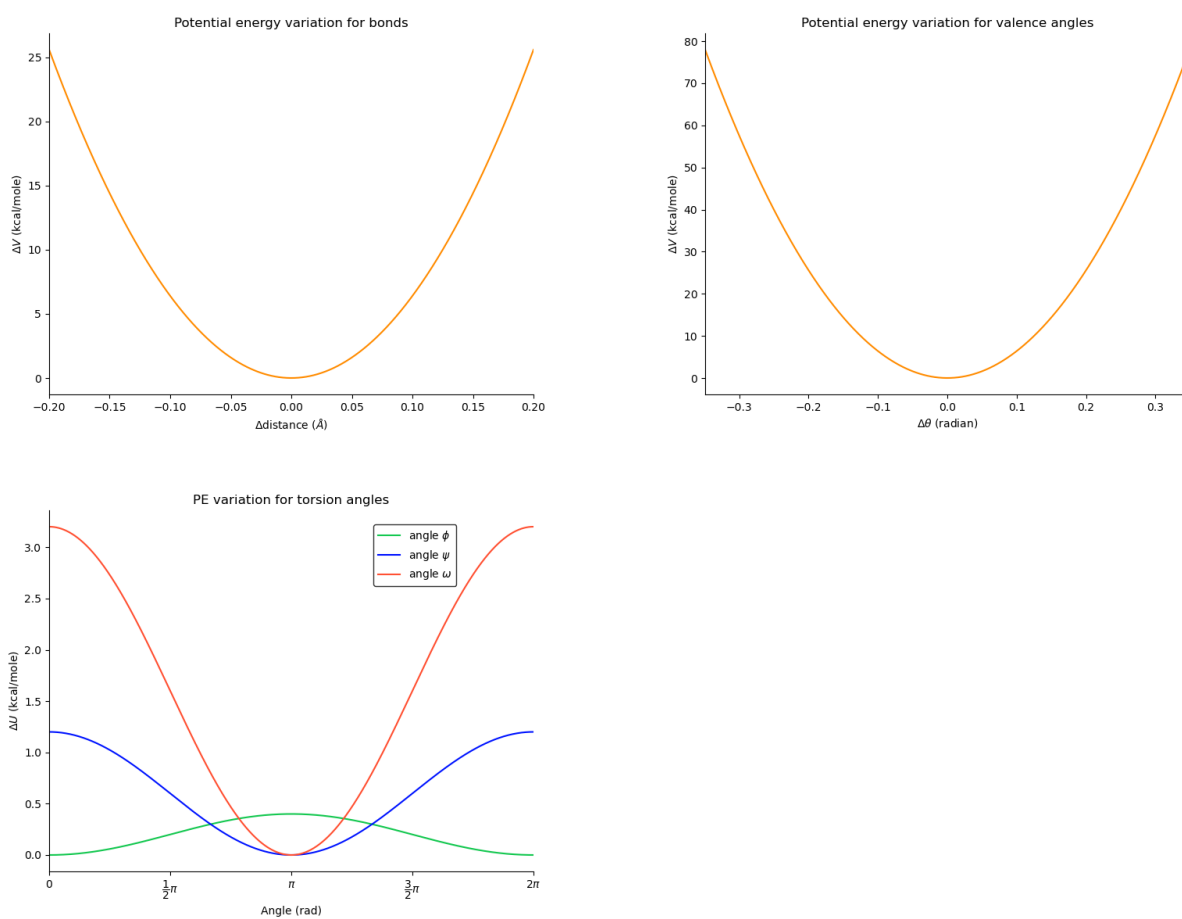 Potential energy variation for bonds
ΔV (kcal/mole)
25
20
15
10
5
0
−0.20 −0.15 −0.10 −0.05 0.00 0.05 0.10 0.15 0.20
Δdistance (Å)
Potential energy variation for valence angles
ΔV (kcal/mole)
80
70
60
50
40
30
20
10
0
−0.3 −0.2 −0.1 0.0 0.1 0.2 0.3
Δθ (radian)
PE variation for torsion angles
angle ϕ
angle ψ
angle ω
ΔU (kcal/mole)
3.0
2.5
2.0
1.5
1.0
0.5
0.0
0 1/2π π 3/2π 2π
Angle (rad)